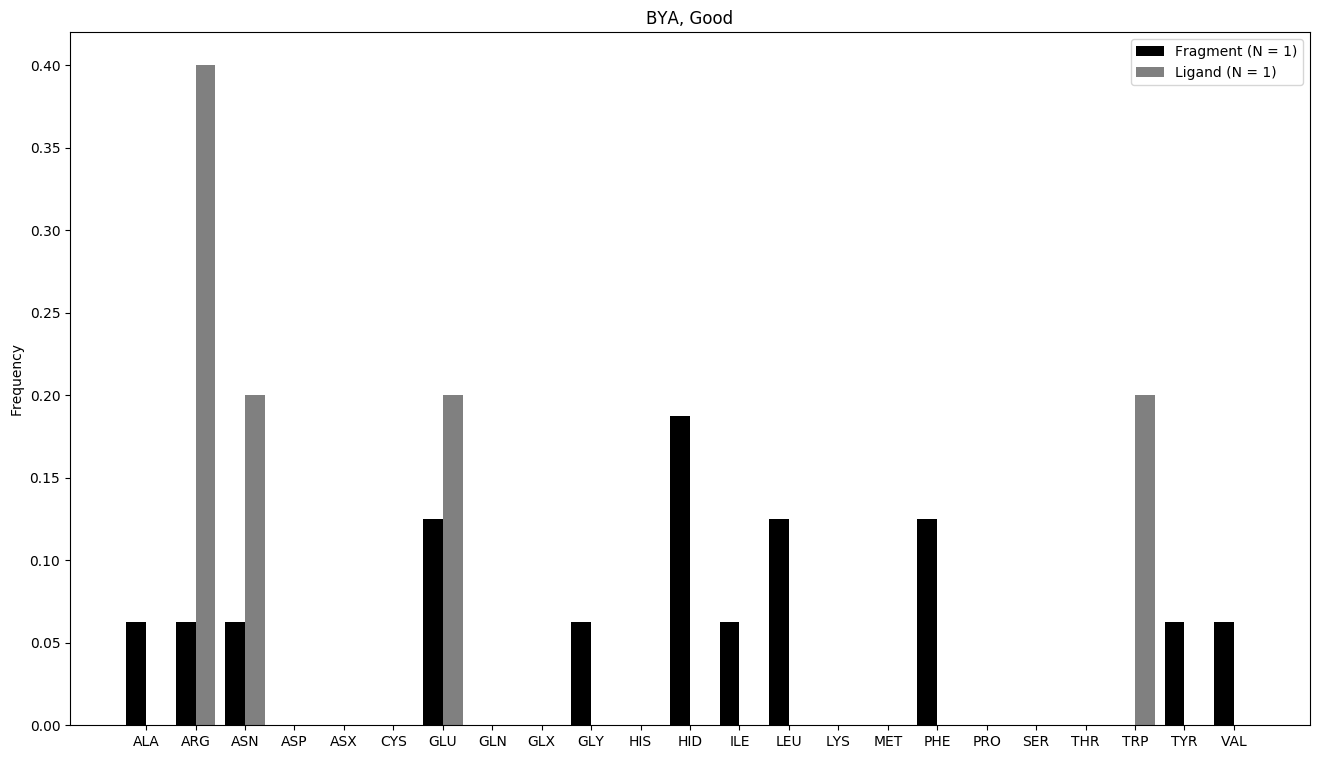 BYA, Good
Fragment (N = 1)
Ligand (N = 1)
Frequency
0.40
0.35
0.30
0.25
0.20
0.15
0.10
0.05
0.00
ALA ARG ASN ASP ASX CYS GLU GLN GLX GLY HIS HID ILE LEU LYS MET PHE PRO SER THR TRP TYR VAL